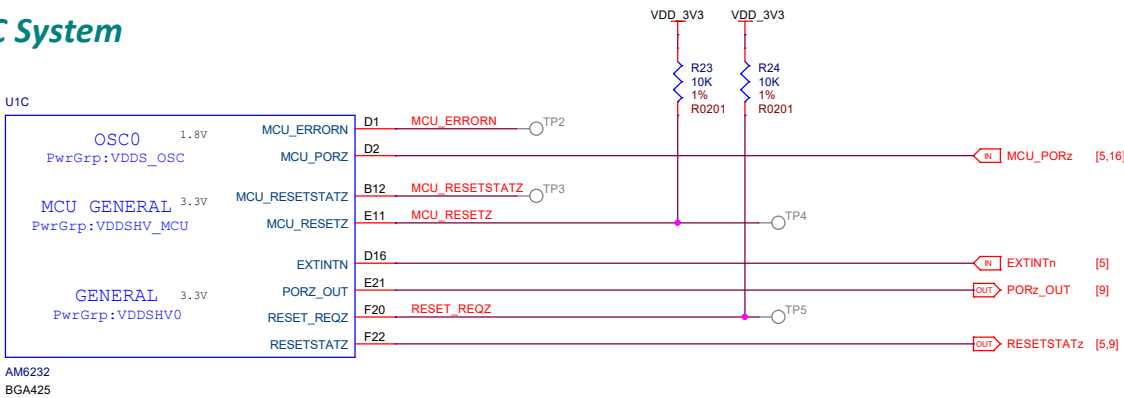 C System
VDD_3V3
VDD_3V3
R23
10K
1%
R0201
R24
10K
1%
R0201
U1C
OSC0 1.8V
PwrGrp:VDDS_OSC
MCU GENERAL 3.3V
PwrGrp:VDDSHV_MCU
GENERAL 3.3V
PwrGrp:VDDSHV0
MCU_ERRORN D1 MCU_ERRORN TP2
MCU_PORZ D2 IN MCU_PORz [5,16]
MCU_RESETSTATZ B12 MCU_RESETSTATZ TP3
MCU_RESETZ E11 MCU_RESETZ TP4
EXTINTN D16 IN EXTINTn [5]
PORZ_OUT E21 OUT PORz_OUT [9]
RESET_REQZ F20 RESET_REQZ TP5
RESETSTATZ F22 OUT RESETSTATz [5,9]
AM6232
BGA425